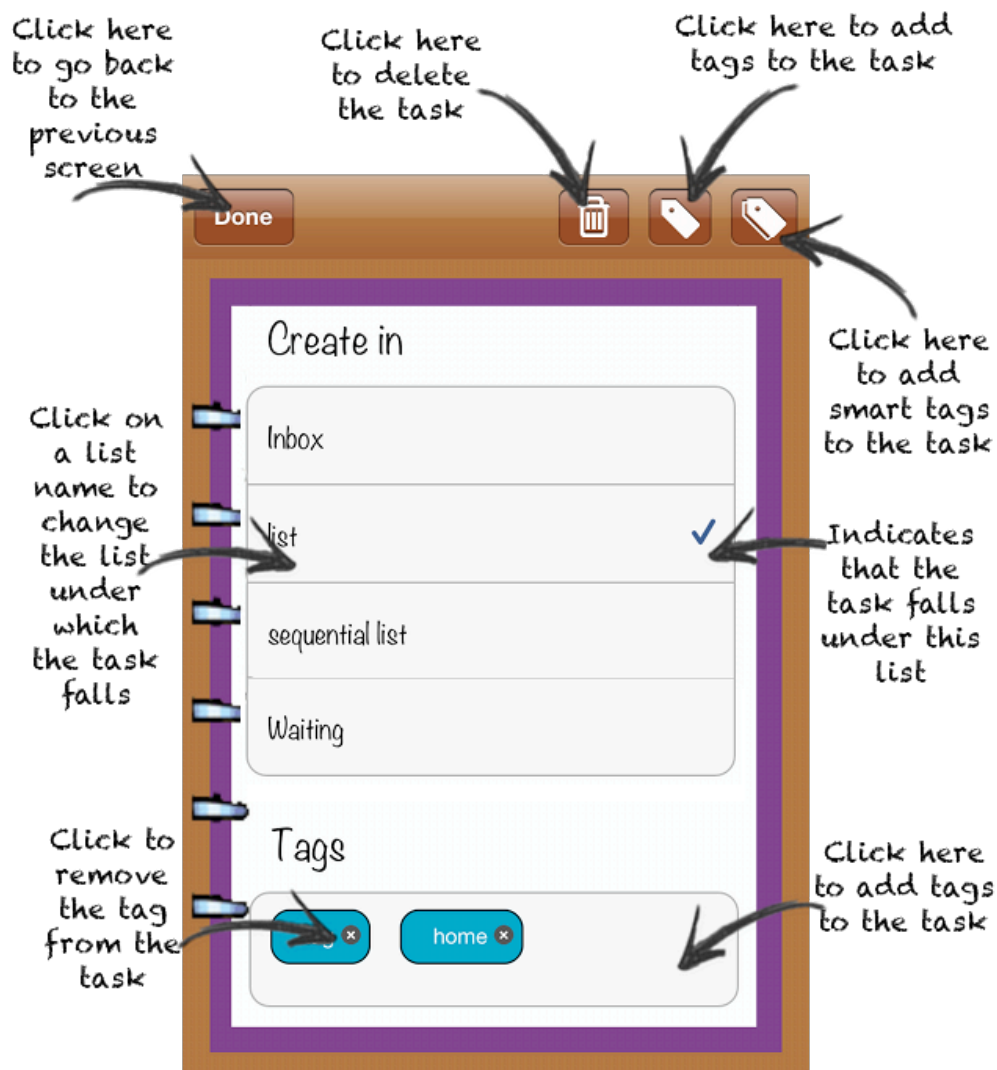 Click here
to go back
to the
previous
screen
Click here
to delete
the task
Click here to add
tags to the task
Done
Click here
to add
smart tags
to the task
Create in
Inbox
list
sequential list
Waiting
Click on
a list
name to
change
the list
under
which
the task
falls
Indicates
that the
task falls
under this
list
Tags
home
Click to
remove
the tag
from the
task
Click here
to add tags
to the task